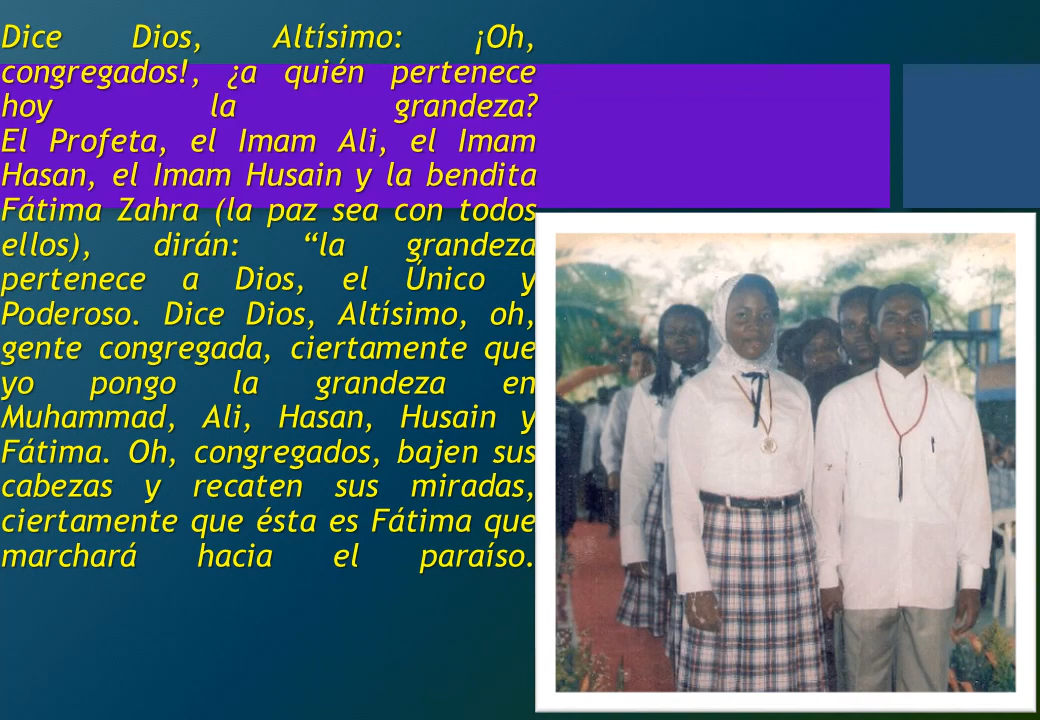 Dice Dios, Altísimo: ¡Oh,
congregados!, ¿a quién pertenece
hoy la grandeza?
El Profeta, el Imam Ali, el Imam
Hasan, el Imam Husain y la bendita
Fátima Zahra (la paz sea con todos
ellos), dirán: “la grandeza
pertenece a Dios, el Único y
Poderoso. Dice Dios, Altísimo, oh,
gente congregada, ciertamente que
yo pongo la grandeza en
Muhammad, Ali, Hasan, Husain y
Fátima. Oh, congregados, bajen sus
cabezas y recaten sus miradas,
ciertamente que ésta es Fátima que
marchará hacia el paraíso.